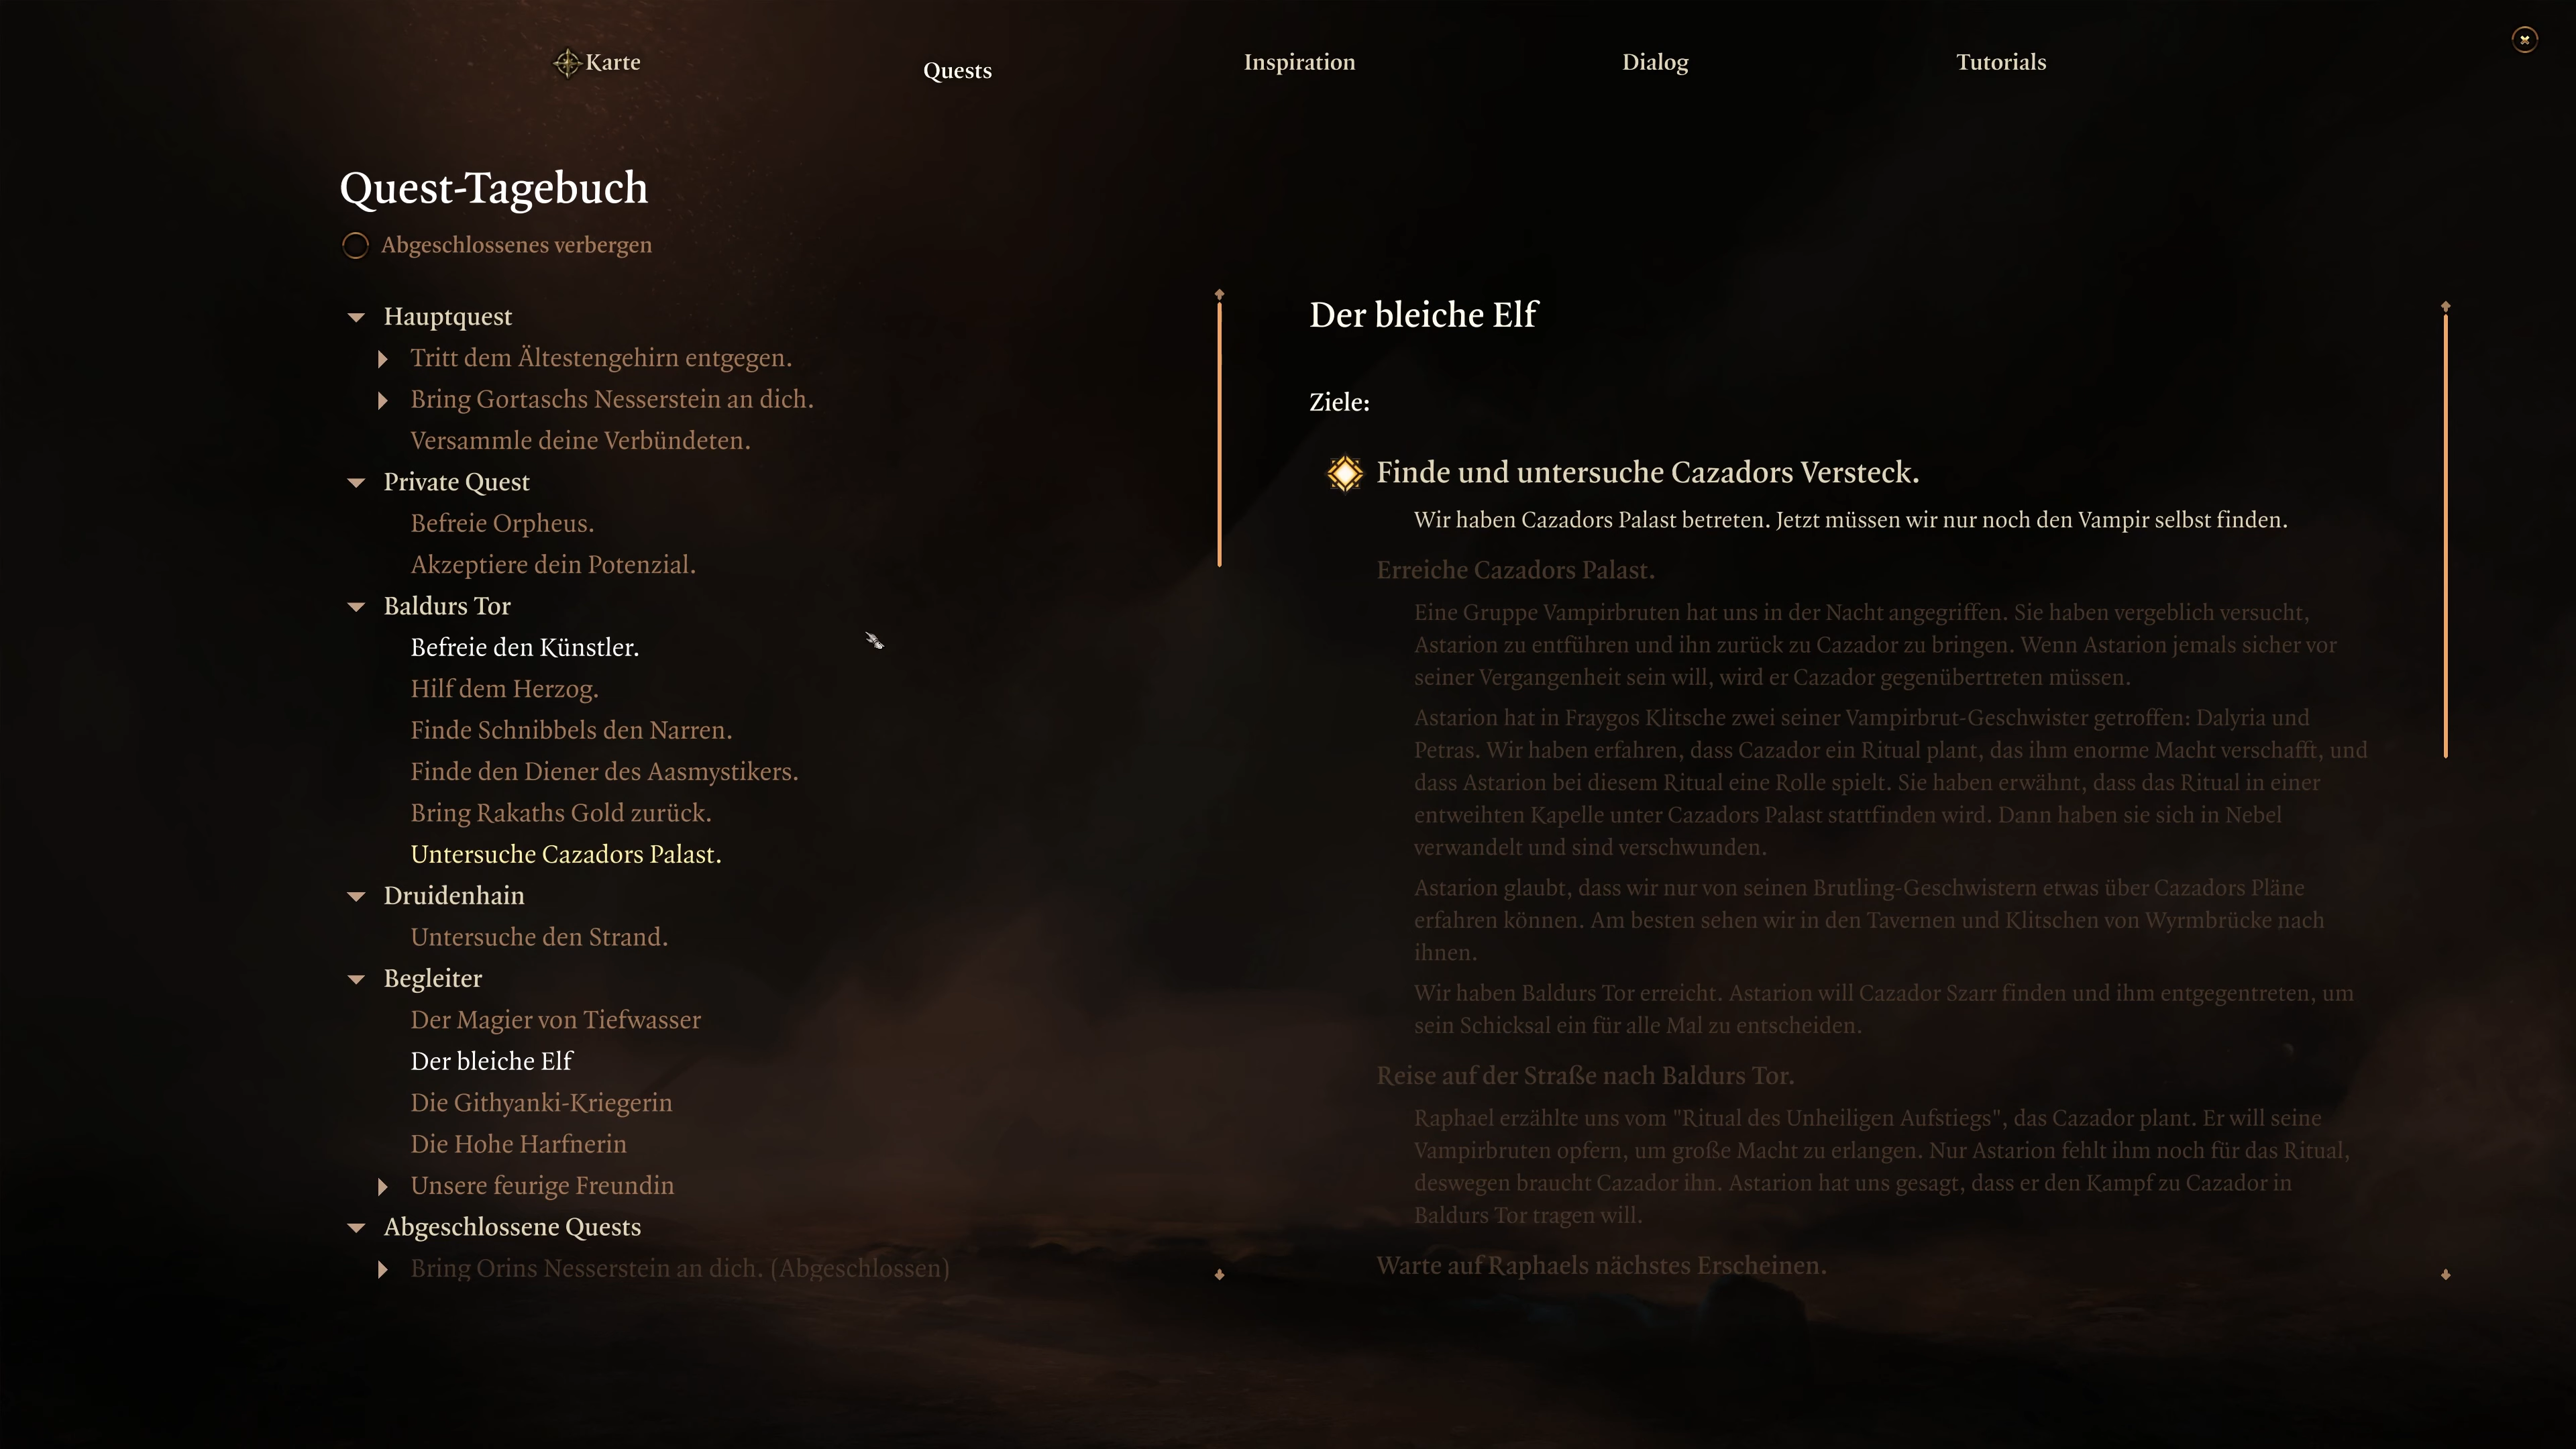 Karte
Quests
Inspiration
Dialog
Tutorials
Quest-Tagebuch
Abgeschlossenes verbergen
Hauptquest
Tritt dem Ältestengehirn entgegen.
Bring Gortaschs Nesserstein an dich.
Versammle deine Verbündeten.
Private Quest
Befreie Orpheus.
Akzeptiere dein Potenzial.
Baldurs Tor
Befreie den Künstler.
Hilf dem Herzog.
Finde Schnibbels den Narren.
Finde den Diener des Aasmystikers.
Bring Rakaths Gold zurück.
Untersuche Cazadors Palast.
Druidenhain
Untersuche den Strand.
Begleiter
Der Magier von Tiefwasser
Der bleiche Elf
Die Githyanki-Kriegerin
Die Hohe Harfnerin
Unsere feurige Freundin
Abgeschlossene Quests
Bring Orins Nesserstein an dich. (Abgeschlossen)
Der bleiche Elf
Ziele:
Finde und untersuche Cazadors Versteck.
Wir haben Cazadors Palast betreten. Jetzt müssen wir nur noch den Vampir selbst finden.
Erreiche Cazadors Palast.
Eine Gruppe Vampirbruten hat uns in der Nacht angegriffen. Sie haben vergeblich versucht,
Astarion zu entführen und ihn zurück zu Cazador zu bringen. Wenn Astarion jemals sicher vor
seiner Vergangenheit sein will, wird er Cazador gegenübertreten müssen.
Astarion hat in Fraygos Klitsche zwei seiner Vampirbrut-Geschwister getroffen: Dalyria und
Petras. Wir haben erfahren, dass Cazador ein Ritual plant, das ihm enorme Macht verschafft, und
dass Astarion bei diesem Ritual eine Rolle spielt. Sie haben erwähnt, dass das Ritual in einer
entweihten Kapelle unter Cazadors Palast stattfinden wird. Dann haben sie sich in Nebel
verwandelt und sind verschwunden.
Astarion glaubt, dass wir nur von seinen Brutling-Geschwistern etwas über Cazadors Pläne
erfahren können. Am besten sehen wir in den Tavernen und Klitschen von Wyrmbrücke nach
ihnen.
Wir haben Baldurs Tor erreicht. Astarion will Cazador Szarr finden und ihm entgegentreten, um
sein Schicksal ein für alle Mal zu entscheiden.
Reise auf der Straße nach Baldurs Tor.
Raphael erzählte uns vom "Ritual des Unheiligen Aufstiegs", das Cazador plant. Er will seine
Vampirbruten opfern, um große Macht zu erlangen. Nur Astarion fehlt ihm noch für das Ritual,
deswegen braucht Cazador ihn. Astarion hat uns gesagt, dass er den Kampf zu Cazador in
Baldurs Tor tragen will.
Warte auf Raphaels nächstes Erscheinen.